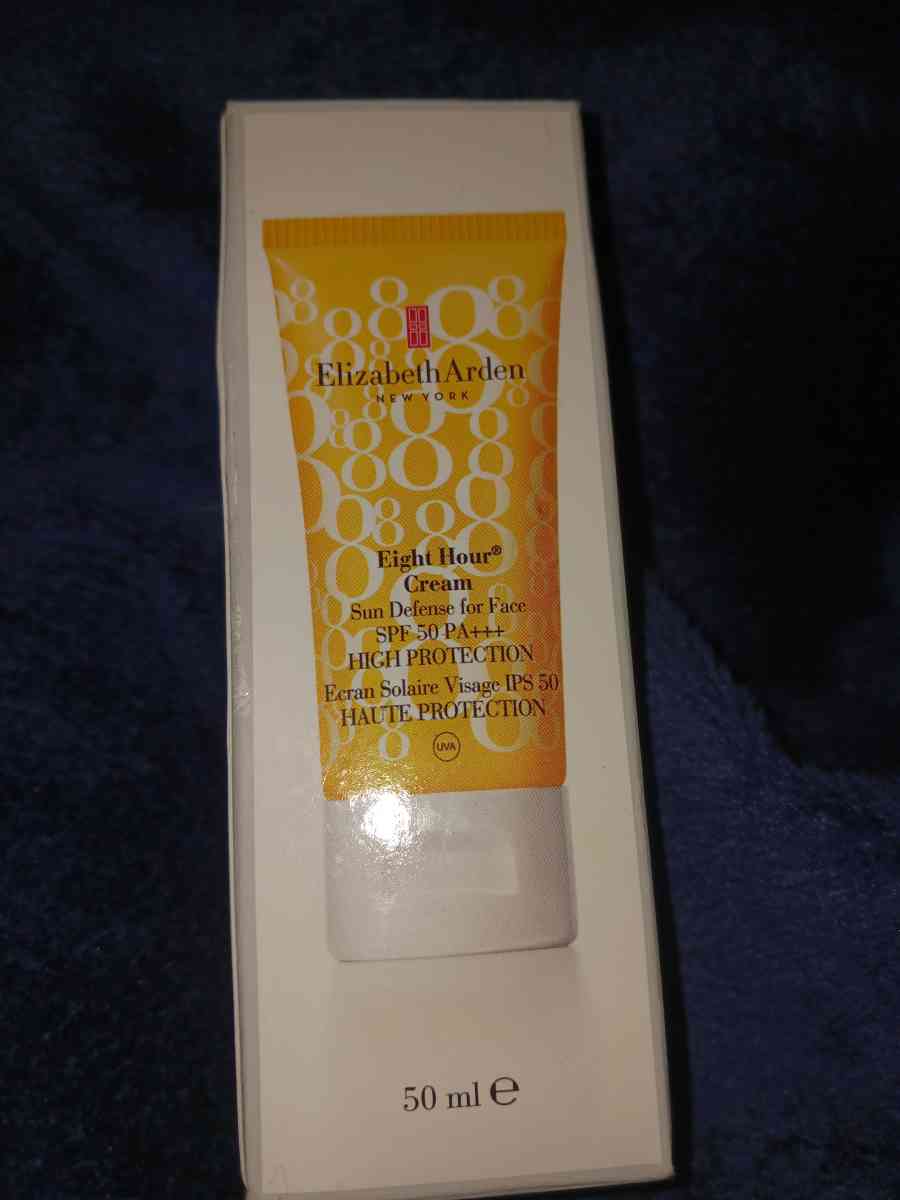 Elizabeth Arden
NEW YORK
Eight Hour®
Cream
Sun Defense for Face
SPF 50 PA+++
HIGH PROTECTION
Ecran Solaire Visage IPS 50
HAUTE PROTECTION
UVA
50 ml ℮